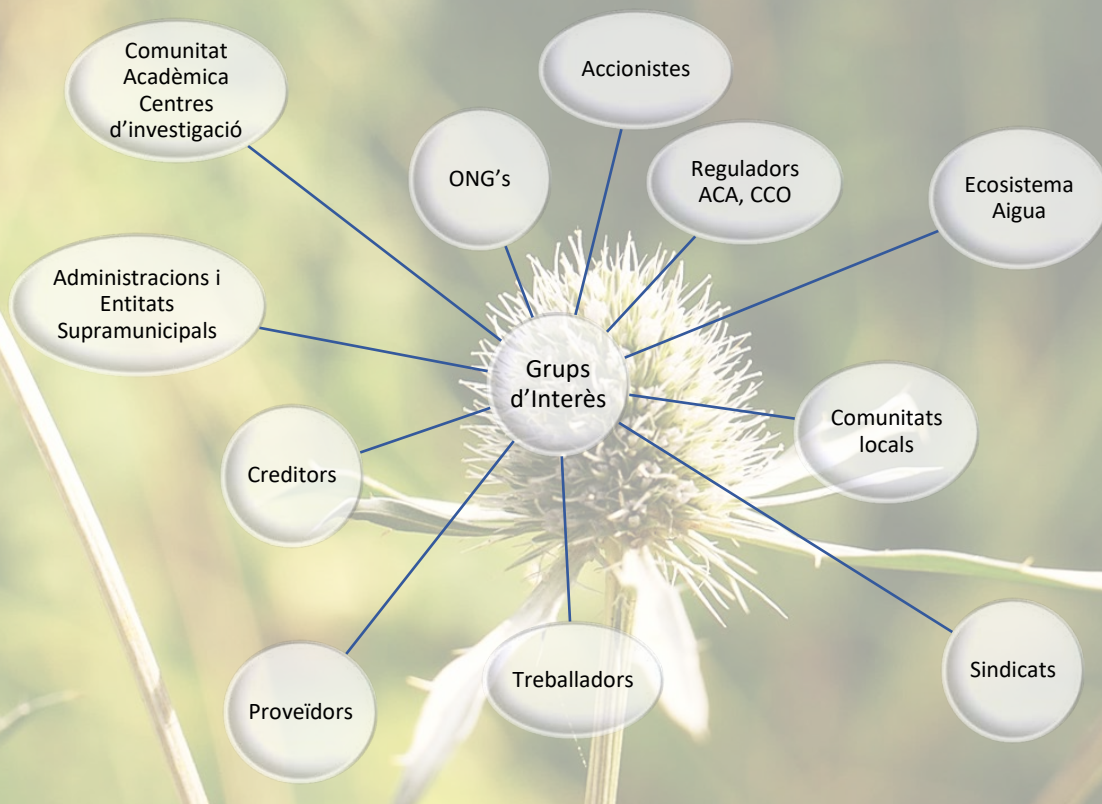 Comunitat
Acadèmica
Centres
d’investigació
Accionistes
ONG’s
Reguladors
ACA, CCO
Ecosistema
Aigua
Administracions i
Entitats
Supramunicipals
Grups
d’Interès
Comunitats
locals
Creditors
Sindicats
Treballadors
Proveïdors